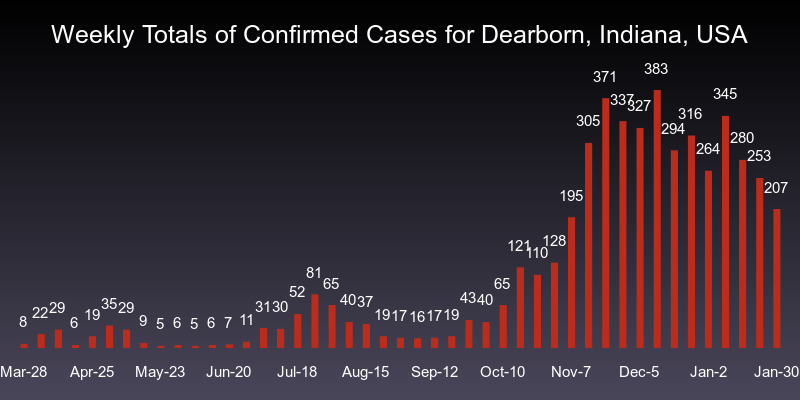 Weekly Totals of Confirmed Cases for Dearborn, Indiana, USA
8 22 29 6 19 35 29 9 5 6 5 6 7 11 31 30 52 81 65 40 37 19 17 16 17 19 43 40 65 121 110 128 195 305 371 337 327 383 294 316 264 345 280 253 207
Mar-28 Apr-25 May-23 Jun-20 Jul-18 Aug-15 Sep-12 Oct-10 Nov-7 Dec-5 Jan-2 Jan-30